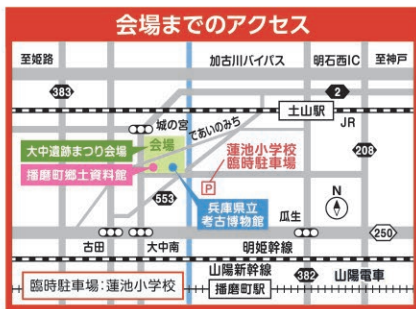 会場までのアクセス
至姫路
加古川バイパス
明石西IC
至神戸
383
2
土山駅
城の宮
であいのみち
JR
大中遺跡まつり会場
会場
蓮池小学校
臨時駐車場
208
播磨町郷土資料館
P
N
553
兵庫県立
考古博物館
瓜生
250
古田
大中南
明姫幹線
山陽新幹線
382
山陽電車
臨時駐車場:蓮池小学校
播磨町駅